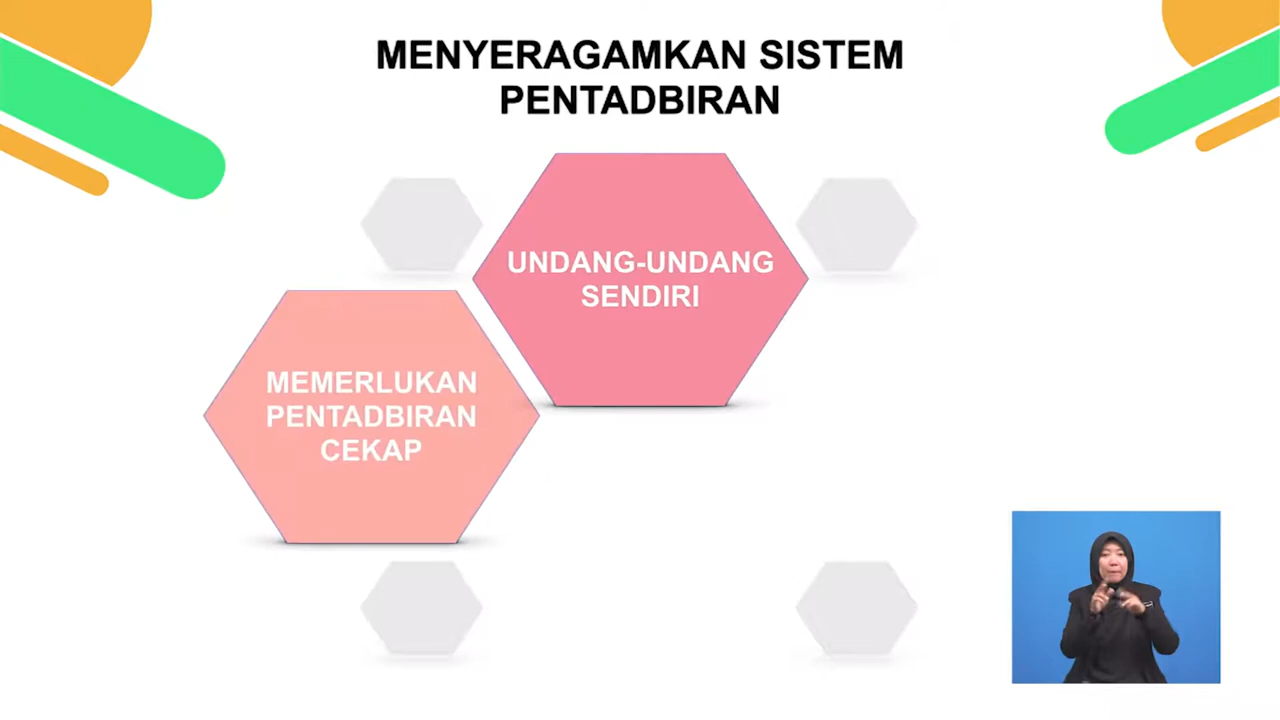 MENYERAGAMKAN SISTEM
PENTADBIRAN
UNDANG-UNDANG
SENDIRI
MEMERLUKAN
PENTADBIRAN
CEKAP